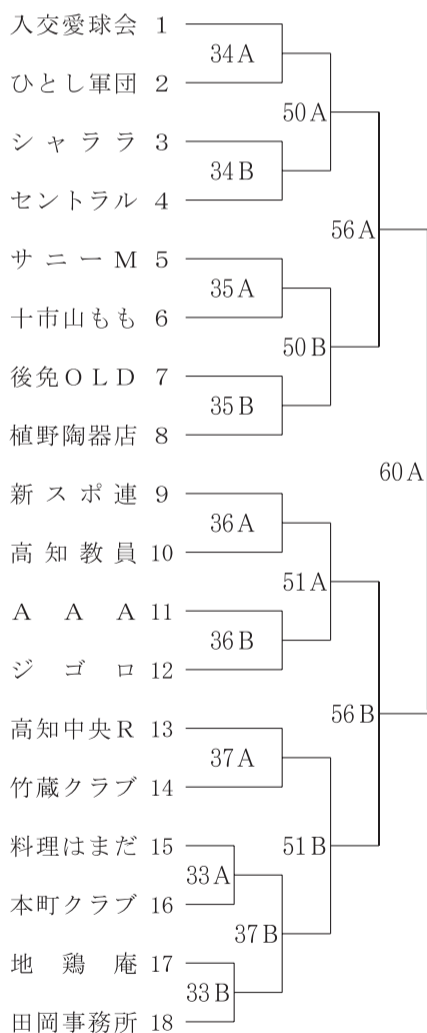 入交愛球会 1
34A
ひとし軍団 2
50A
シャララ 3
34B
セントラル 4
56A
サニーM 5
35A
十市山もも 6
50B
後免OLD 7
35B
植野陶器店 8
60A
新スポ連 9
36A
高知教員 10
51A
AAA 11
36B
ジゴロ 12
56B
高知中央R 13
37A
竹蔵クラブ 14
51B
料理はまだ 15
33A
本町クラブ 16
37B
地鶏庵 17
33B
田岡事務所 18